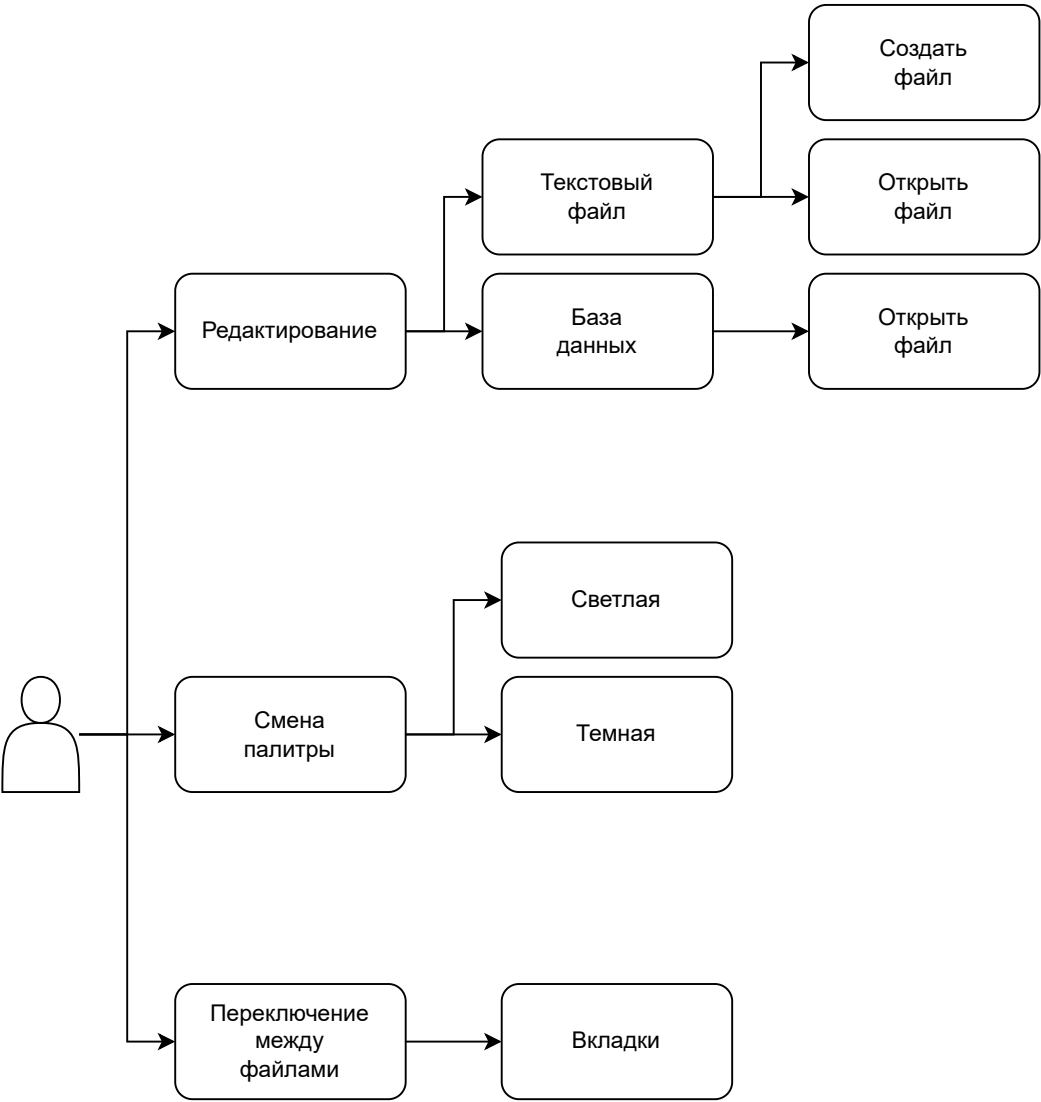 Создать
файл
Текстовый
файл
Открыть
файл
Редактирование
База
данных
Открыть
файл
Светлая
Смена
палитры
Темная
Переключение
между
файлами
Вкладки